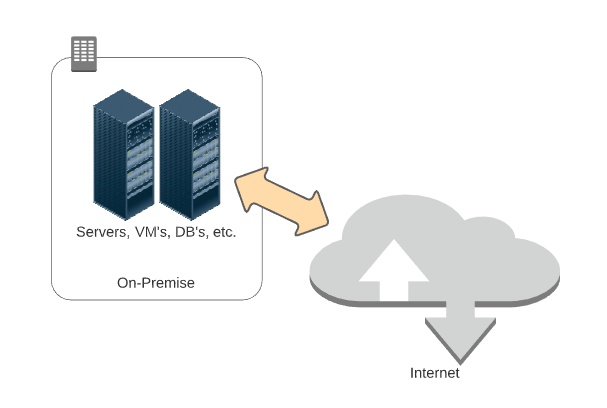 Servers, VM's, DB's, etc.
On-Premise
Internet